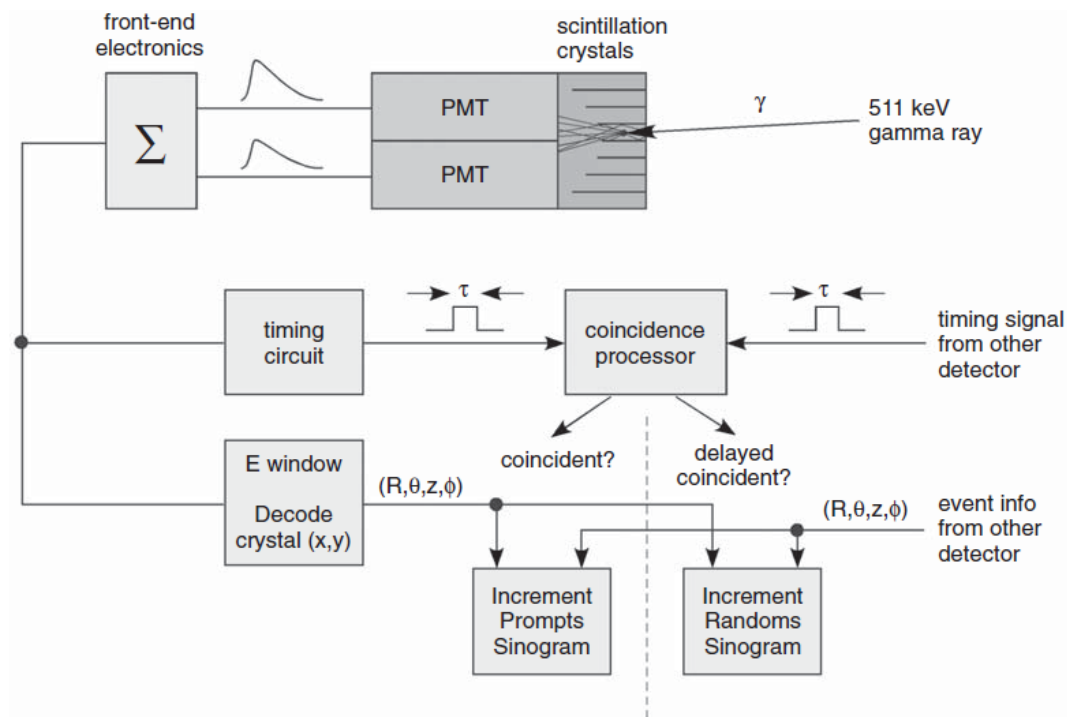 front-end
electronics
scintillation
crystals
Σ
PMT
PMT
γ
511 keV
gamma ray
timing
circuit
τ
coincidence
processor
τ
timing signal
from other
detector
coincident?
delayed
coincident?
E window
Decode
crystal (x,y)
(R,θ,z,ϕ)
(R,θ,z,ϕ)
event info
from other
detector
Increment
Prompts
Sinogram
Increment
Randoms
Sinogram